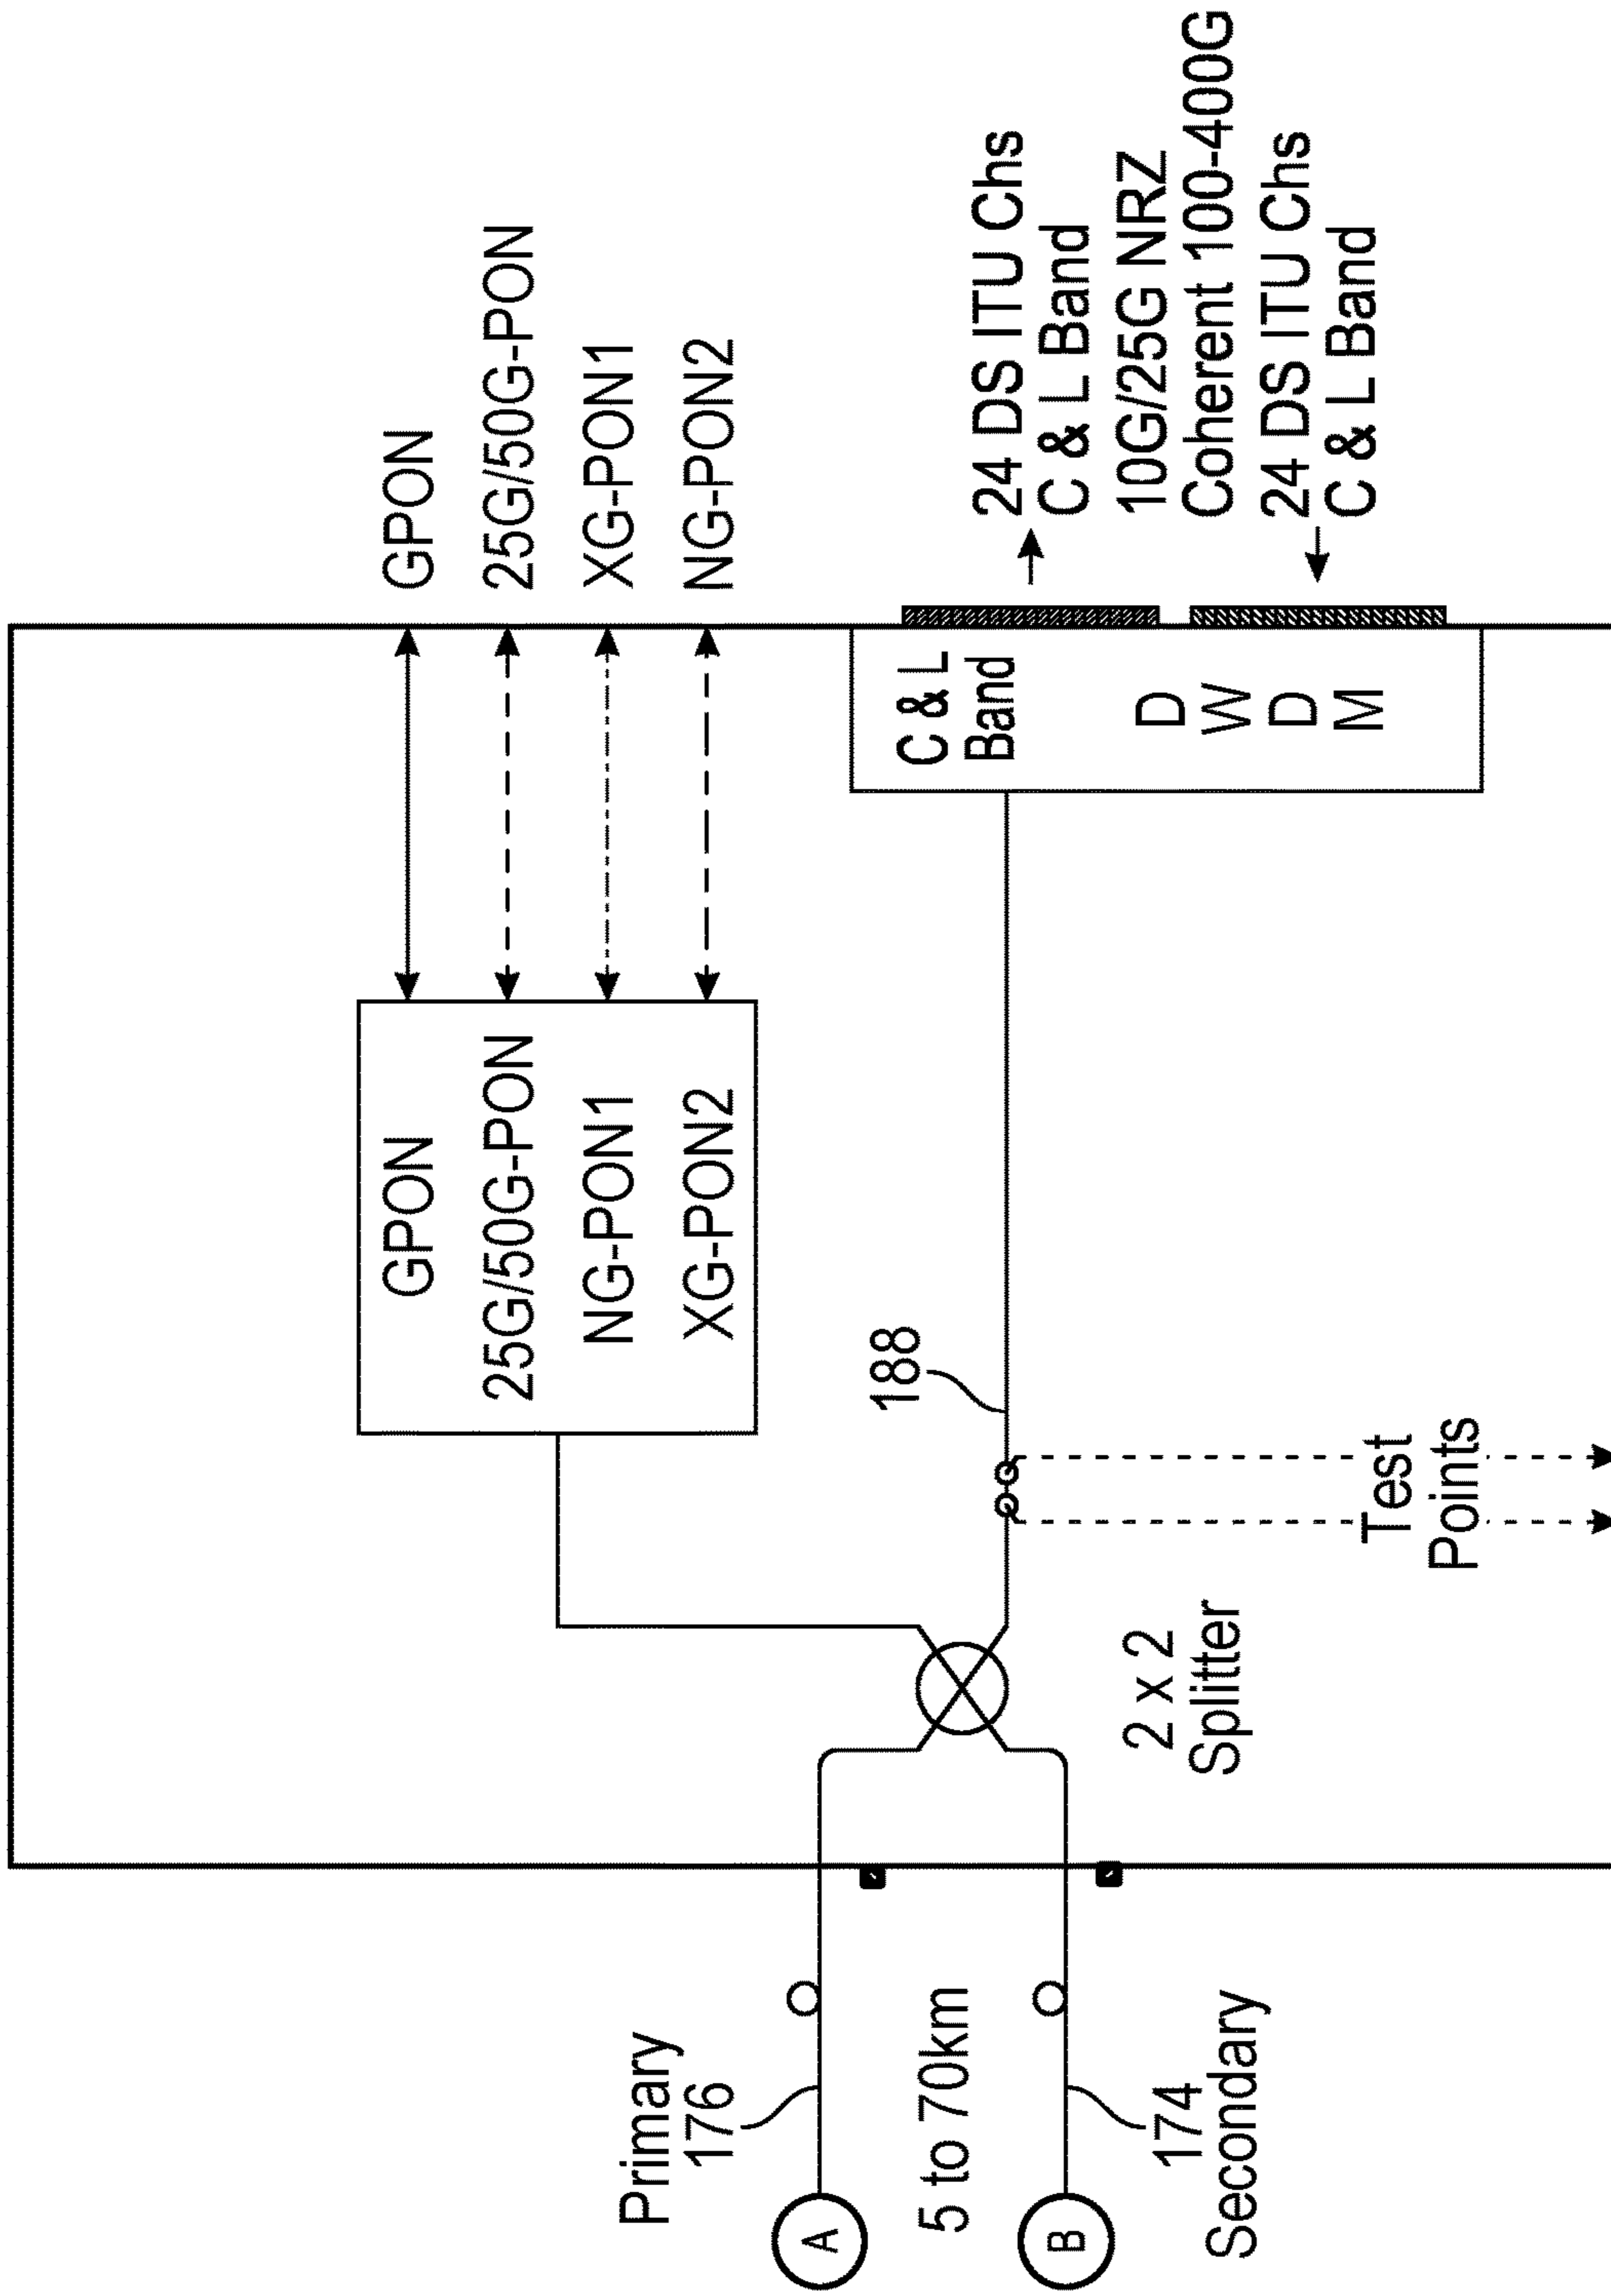 GPON
25G/50G-PON
XG-PON1
NG-PON2
GPON
25G/50G-PON
NG-PON1
XG-PON2
24 DS ITU Chs
C & L Band
10G/25G NRZ
Coherent 100-400G
24 DS ITU Chs
C & L Band
C & L
Band
D
W
D
M
188
Test
Points
2 x 2
Splitter
Primary
176
A
5 to 70km
B
174
Secondary